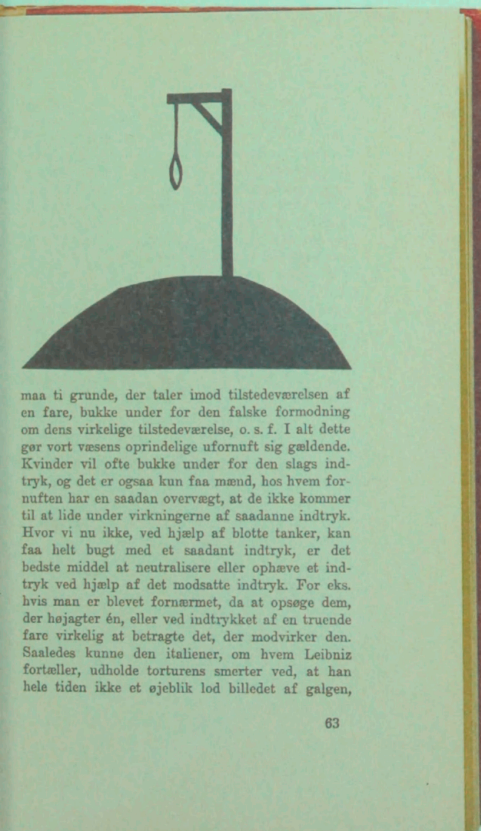 maa ti grunde, der taler imod tilstedeværelsen af
en fare, bukke under for den falske formodning
om dens virkelige tilstedeværelse, o. s. f. I alt dette
gør vort væsens oprindelige ufornuft sig gældende.
Kvinder vil ofte bukke under for den slags ind-
tryk, og det er ogsaa kun faa mænd, hos hvem for-
nuften har en saadan overvægt, at de ikke kommer
til at lide under virkningerne af saadanne indtryk.
Hvor vi nu ikke, ved hjælp af blotte tanker, kan
faa helt bugt med et saadant indtryk, er det
bedste middel at neutralisere eller ophæve et ind-
tryk ved hjælp af det modsatte indtryk. For eks.
hvis man er blevet fornærmet, da at opsøge dem,
der højagter én, eller ved indtrykket af en truende
fare virkelig at betragte det, der modvirker den.
Saaledes kunne den italiener, om hvem Leibniz
fortæller, udholde torturens smerter ved, at han
hele tiden ikke et øjeblik lod billedet af galgen,
63